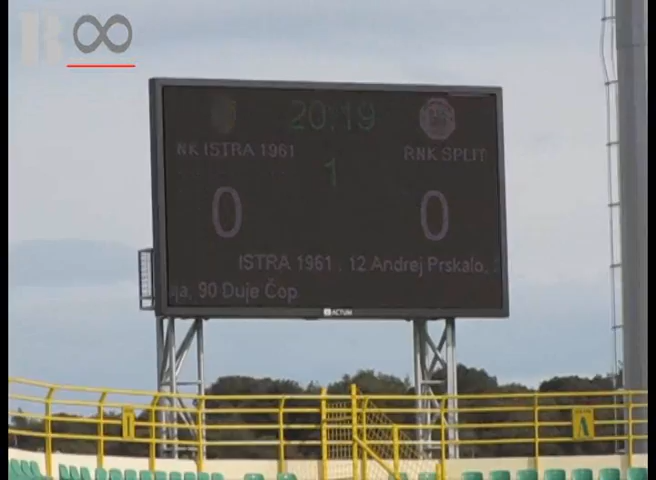 20:19
NK ISTRA 1961
RNK SPLIT
1
0
0
ISTRA 1961 , 12 Andrej Prskalo,
ja, 90 Duje Čop
ACTUM
A